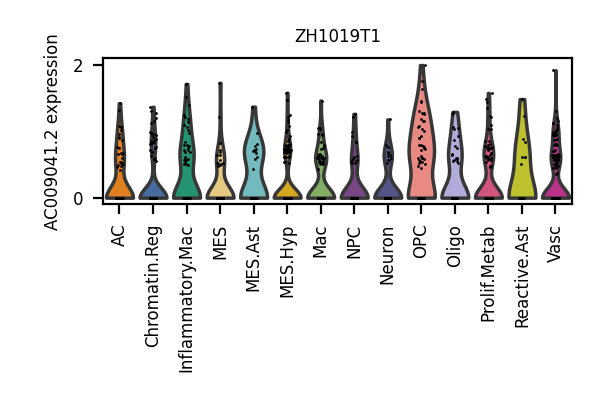 ZH1019T1
AC009041.2 expression
2
0
AC
Chromatin.Reg
Inflammatory.Mac
MES
MES.Ast
MES.Hyp
Mac
NPC
Neuron
OPC
Oligo
Prolif.Metab
Reactive.Ast
Vasc